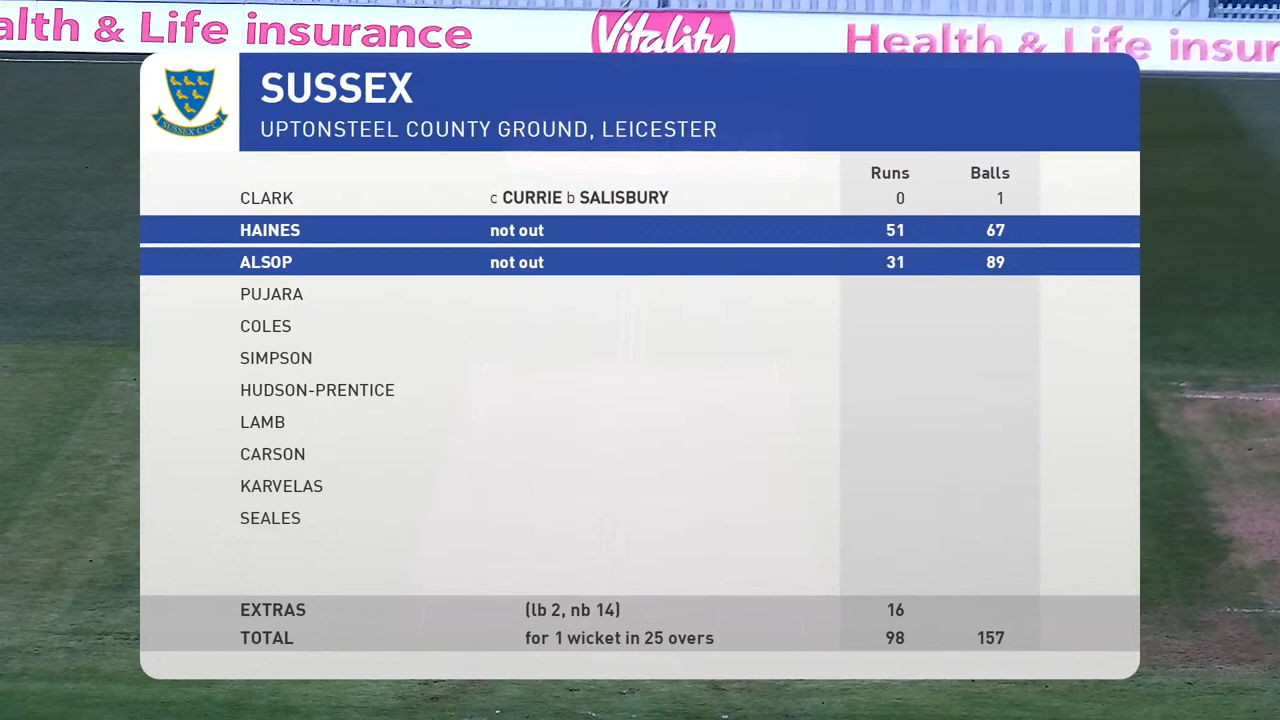 alth & Life insurance Vitality Health & Life insur
SUSSEX
UPTONSTEEL COUNTY GROUND, LEICESTER
SUSSEX C.C.C.
Runs Balls
CLARK c CURRIE b SALISBURY 0 1
HAINES not out 51 67
ALSOP not out 31 89
PUJARA
COLES
SIMPSON
HUDSON-PRENTICE
LAMB
CARSON
KARVELAS
SEALES
EXTRAS (lb 2, nb 14) 16
TOTAL for 1 wicket in 25 overs 98 157